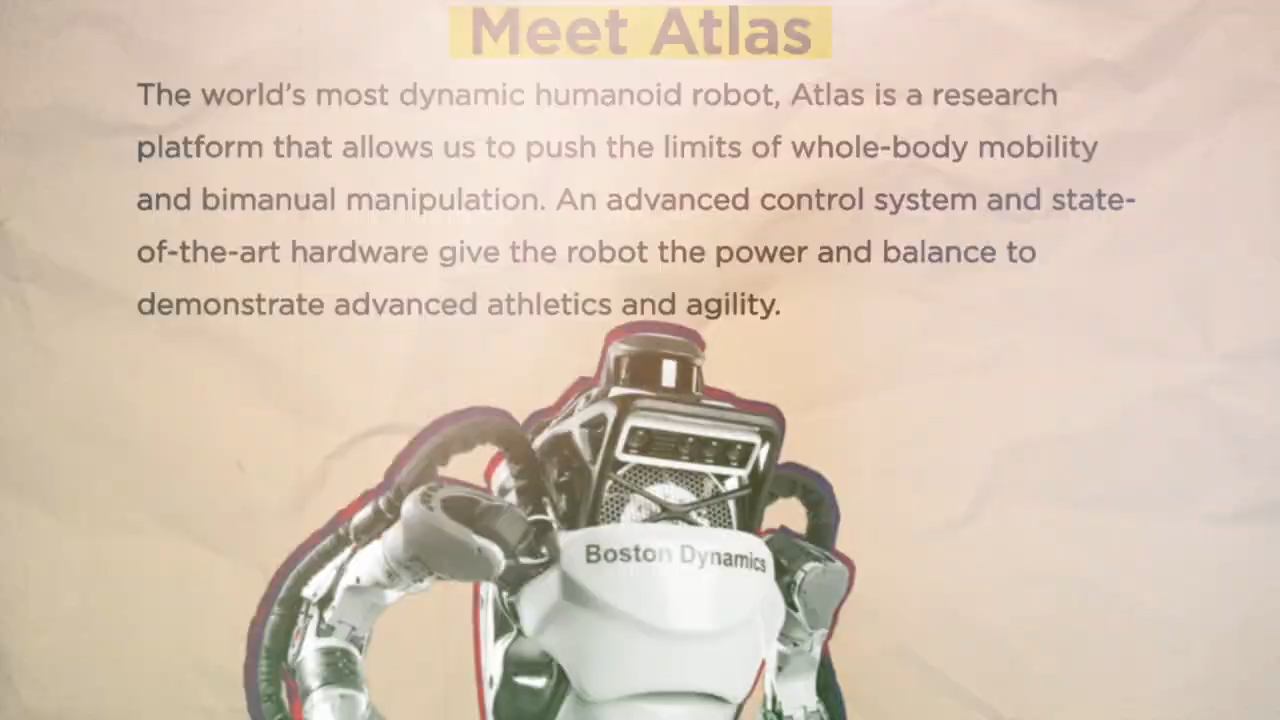 Meet Atlas
The world's most dynamic humanoid robot, Atlas is a research
platform that allows us to push the limits of whole-body mobility
and bimanual manipulation. An advanced control system and state-
of-the-art hardware give the robot the power and balance to
demonstrate advanced athletics and agility.
Boston Dynamics